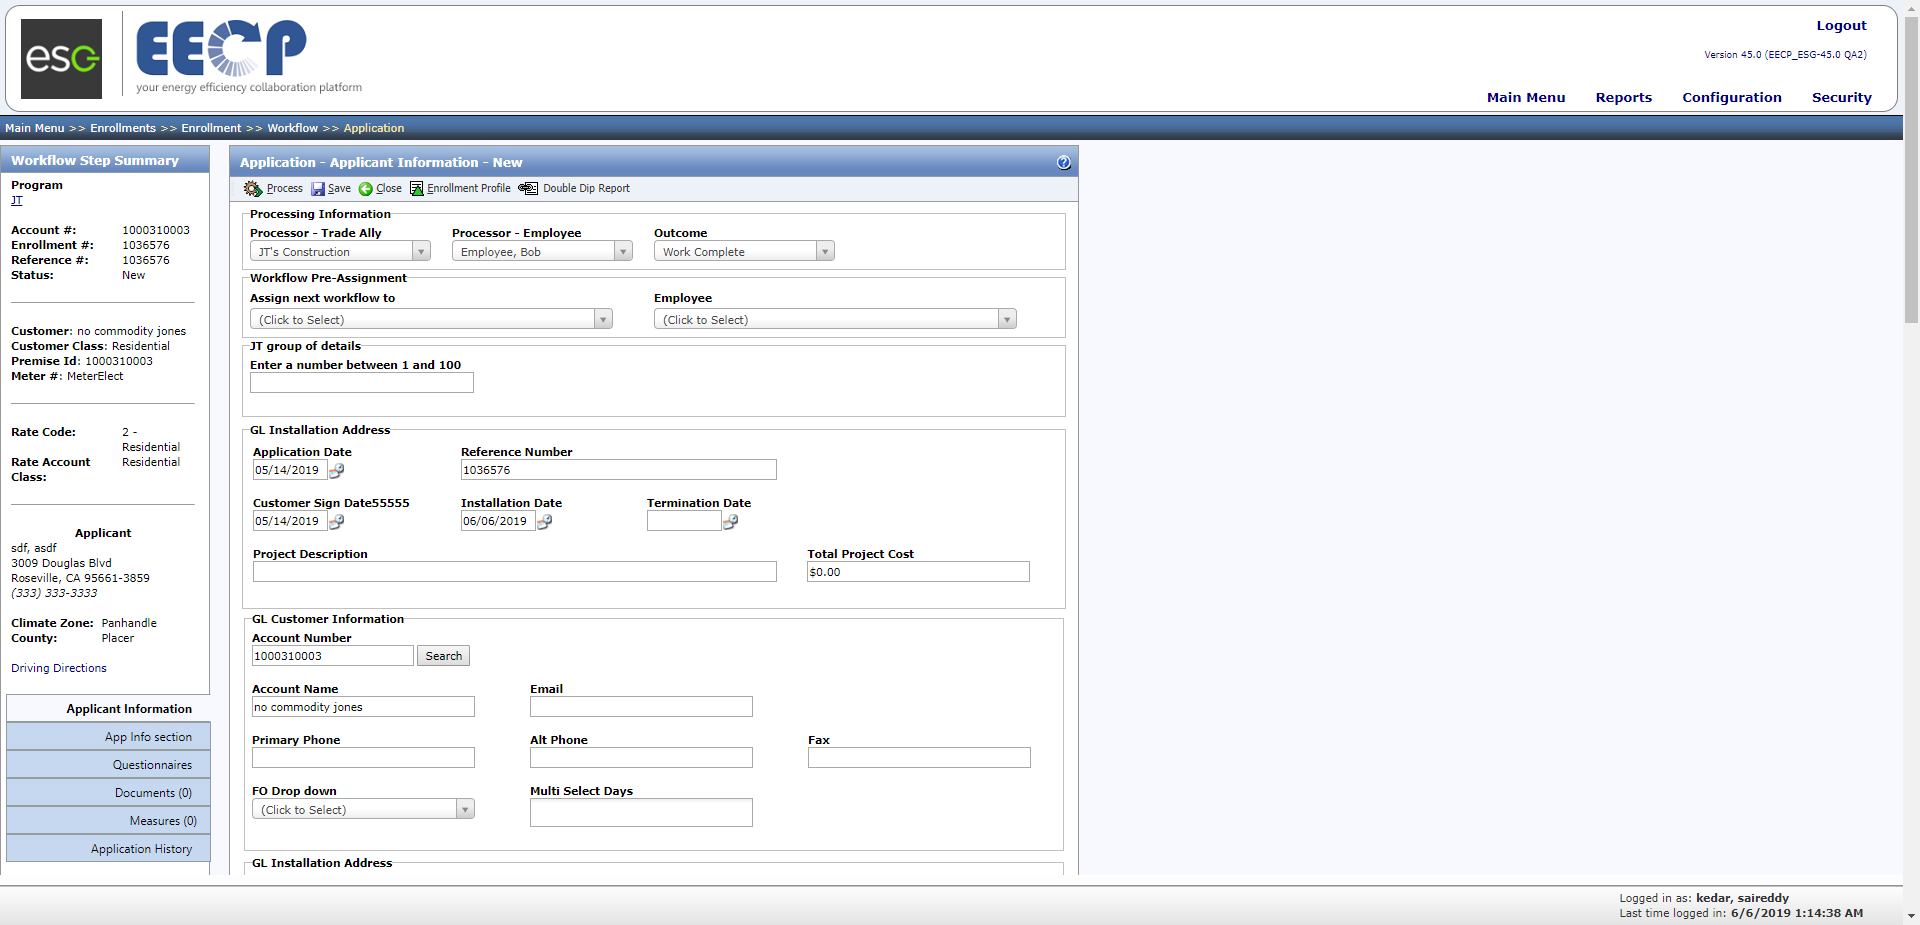 esg
EECP
your energy efficiency collaboration platform
Logout
Version 45.0 (EECP_ESG-45.0 QA2)
Main Menu Reports Configuration Security
Main Menu >> Enrollments >> Enrollment >> Workflow >> Application
Workflow Step Summary
Program
JT
Account #: 1000310003
Enrollment #: 1036576
Reference #: 1036576
Status: New
Customer: no commodity jones
Customer Class: Residential
Premise Id: 1000310003
Meter #: MeterElect
Rate Code: 2 -
Residential
Rate Account Residential
Class:
Applicant
sdf, asdf
3009 Douglas Blvd
Roseville, CA 95661-3859
(333) 333-3333
Climate Zone: Panhandle
County: Placer
Driving Directions
Applicant Information
App Info section
Questionnaires
Documents (0)
Measures (0)
Application History
Application - Applicant Information - New
Process Save Close Enrollment Profile Double Dip Report
Processing Information
Processor - Trade Ally Processor - Employee Outcome
JT's Construction Employee, Bob Work Complete
Workflow Pre-Assignment
Assign next workflow to Employee
(Click to Select) (Click to Select)
JT group of details
Enter a number between 1 and 100
GL Installation Address
Application Date Reference Number
05/14/2019 1036576
Customer Sign Date55555 Installation Date Termination Date
05/14/2019 06/06/2019
Project Description Total Project Cost
$0.00
GL Customer Information
Account Number
1000310003 Search
Account Name Email
no commodity jones
Primary Phone Alt Phone Fax
FO Drop down Multi Select Days
(Click to Select)
GL Installation Address
Logged in as: kedar, saireddy
Last time logged in: 6/6/2019 1:14:38 AM